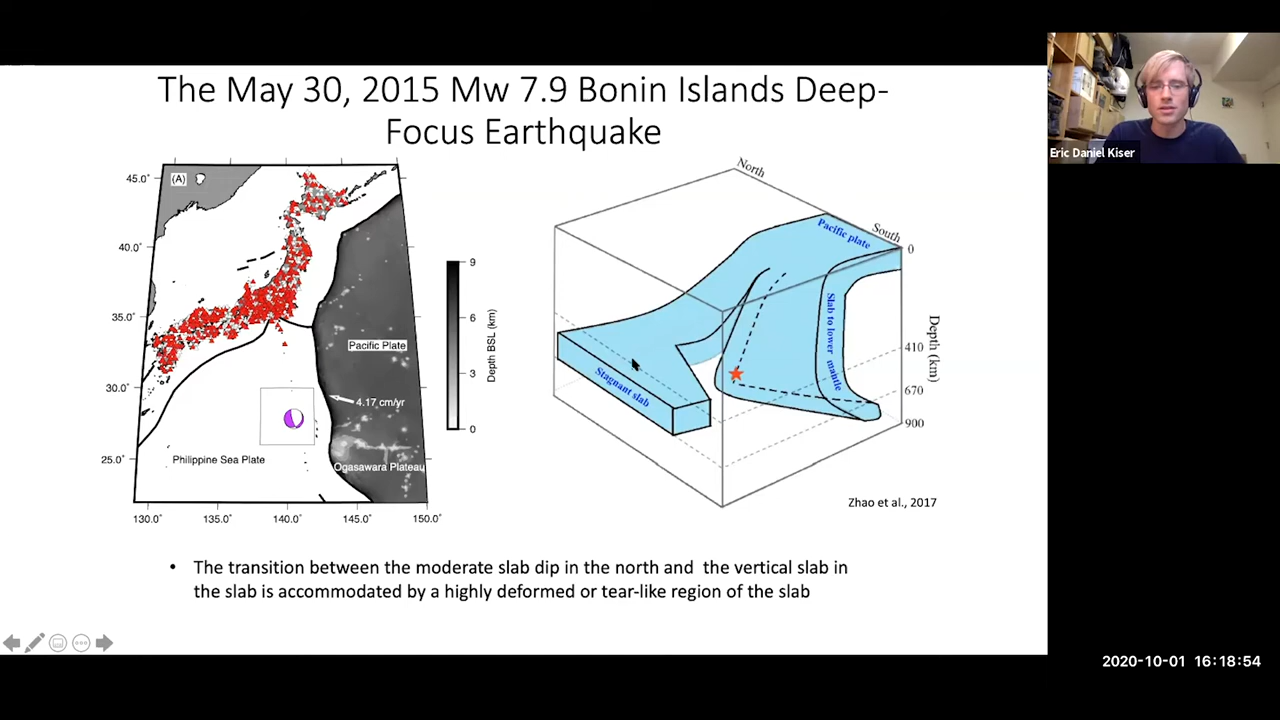 The May 30, 2015 Mw 7.9 Bonin Islands Deep-
Focus Earthquake
Eric Daniel Kiser
(A)
45.0˚
40.0˚
35.0˚
30.0˚
25.0˚
130.0˚
135.0˚
140.0˚
145.0˚
150.0˚
Pacific Plate
4.17 cm/yr
Philippine Sea Plate
Ogasawara Plateau
9
6
3
0
Depth BSL (km)
North
South
Pacific plate
Slab to lower mantle
Stagnant slab
0
410
670
900
Depth (km)
Zhao et al., 2017
• The transition between the moderate slab dip in the north and the vertical slab in
the slab is accommodated by a highly deformed or tear-like region of the slab
2020-10-01 16:18:54